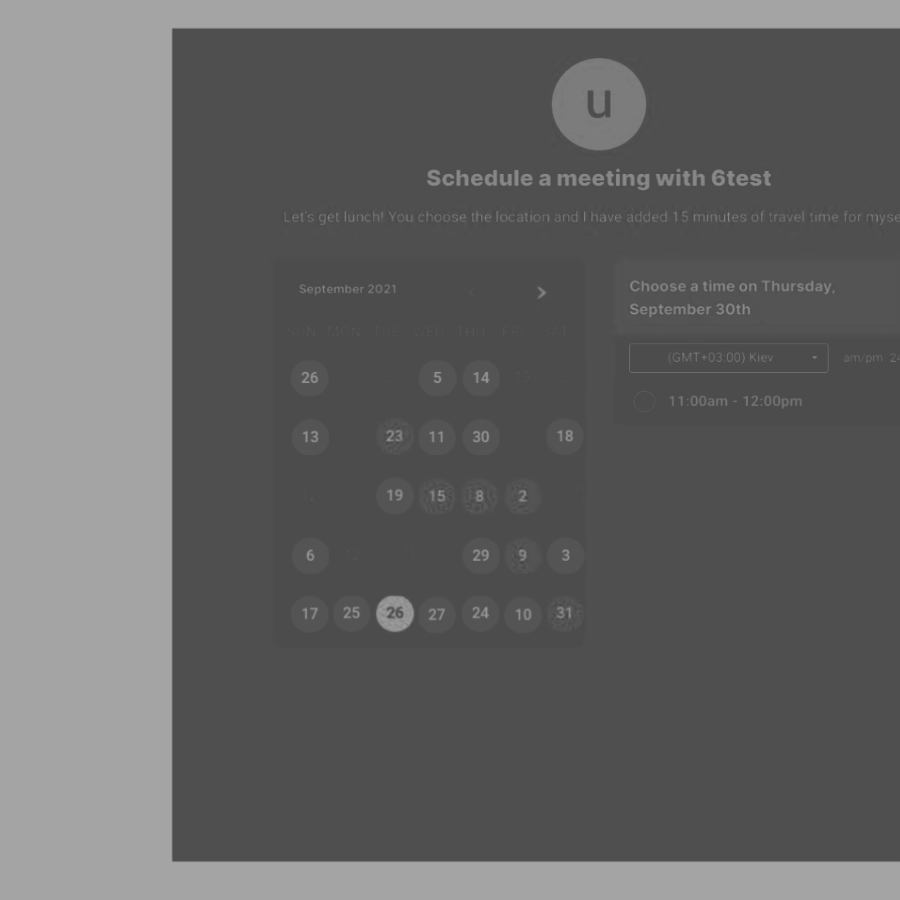 U
Schedule a meeting with 6test
Let's get lunch! You choose the location and I have added 15 minutes of travel time for myse
September 2021
SUN MON TUE WED THU FRI SAT
26 5 14
13 23 11 30 18
19 15 8 2
6 12 29 9 3
17 25 26 27 24 10 31
Choose a time on Thursday,
September 30th
(GMT+03:00) Kiev am/pm 24
11:00am - 12:00pm